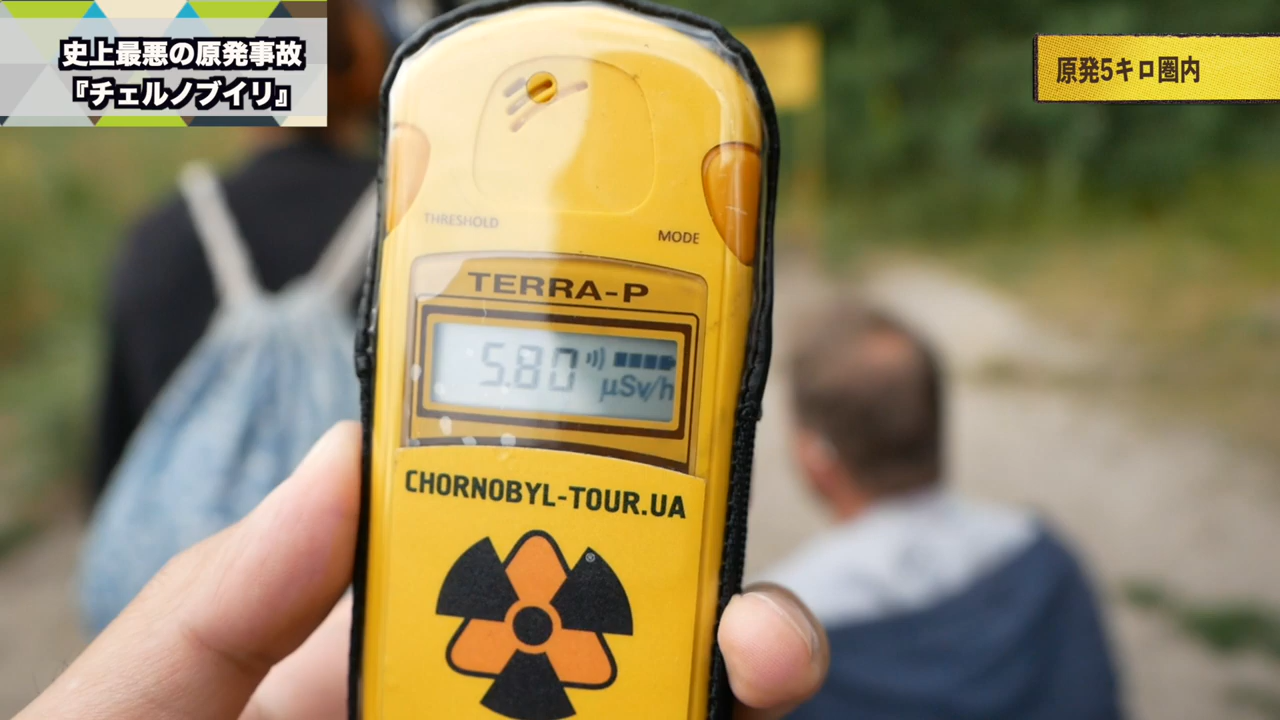 史上最悪の原発事故
『チェルノブイリ』
原発5キロ圏内
THRESHOLD
MODE
TERRA-P
5.80
µSv/h
CHORNOBYL-TOUR.UA
®